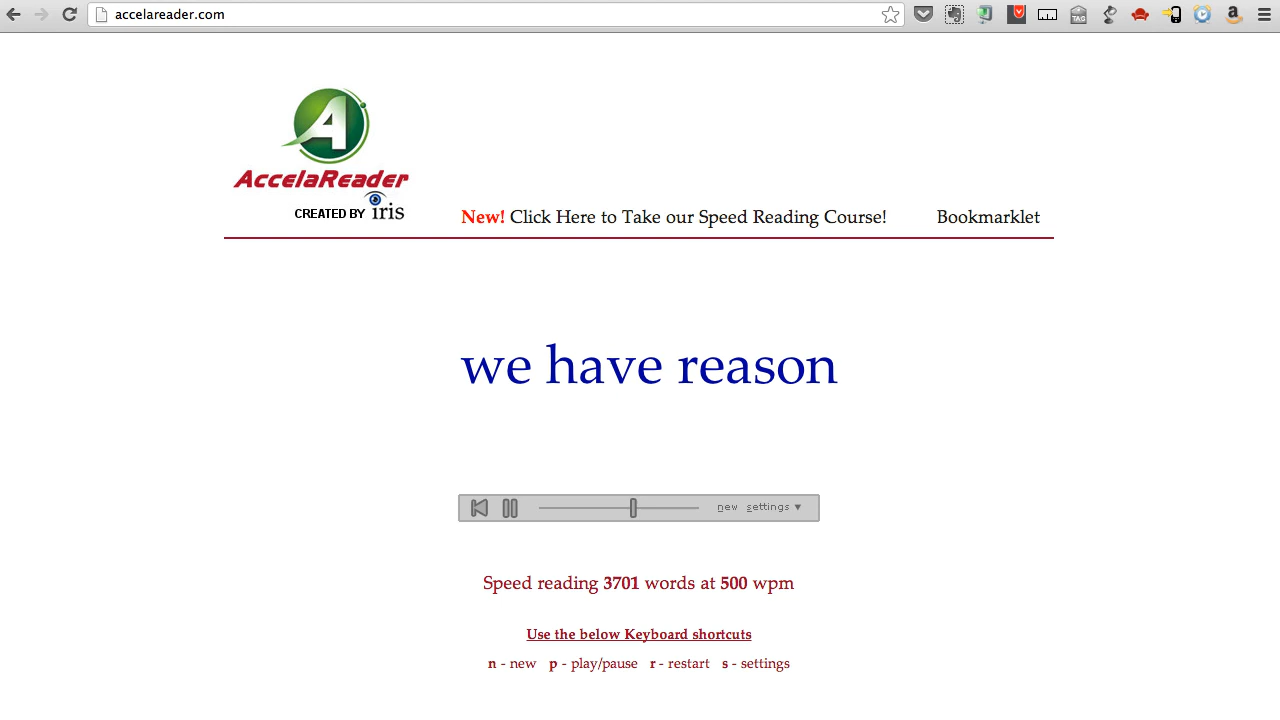 accelareader.com
TAG
A
AccelaReader
CREATED BY iris
New! Click Here to Take our Speed Reading Course! Bookmarklet
we have reason
new settings ▼
Speed reading 3701 words at 500 wpm
Use the below Keyboard shortcuts
n - new p - play/pause r - restart s - settings